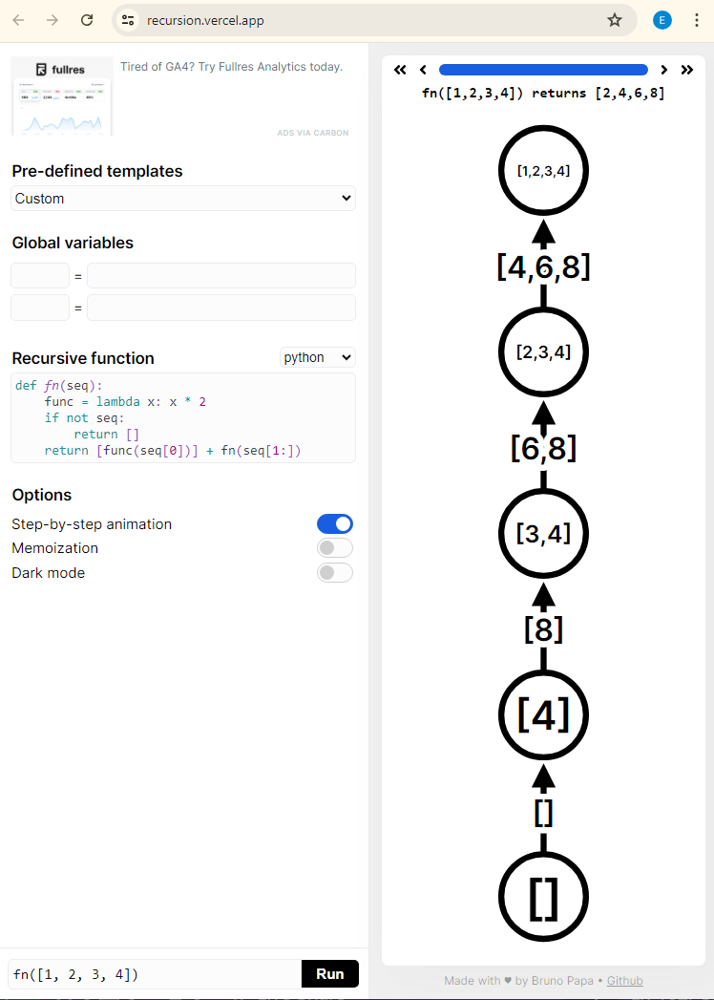 recursion.vercel.app
E
fullres
Tired of GA4? Try Fullres Analytics today.
ADS VIA CARBON
Pre-defined templates
Custom
Global variables
=
=
Recursive function
python
def fn(seq):
    func = lambda x: x * 2
    if not seq:
        return []
    return [func(seq[0])] + fn(seq[1:])
Options
Step-by-step animation
Memoization
Dark mode
fn([1, 2, 3, 4])
Run
fn([1,2,3,4]) returns [2,4,6,8]
[1,2,3,4]
[4,6,8]
[2,3,4]
[6,8]
[3,4]
[8]
[4]
[]
[]
Made with ♥ by Bruno Papa • Github